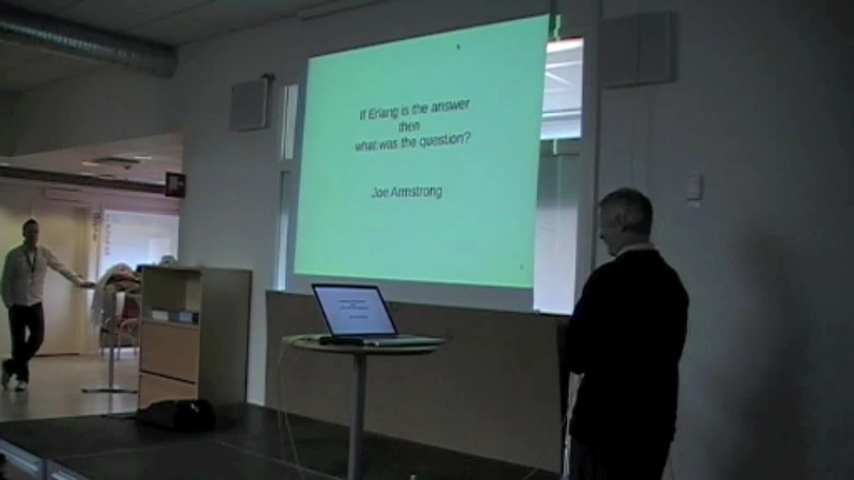 If Erlang is the answer
then
what was the question?
Joe Armstrong